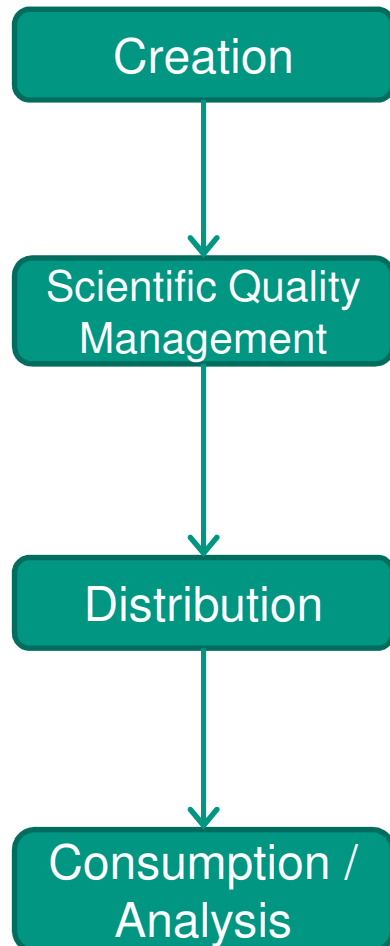 Creation
Scientific Quality
Management
Distribution
Consumption /
Analysis